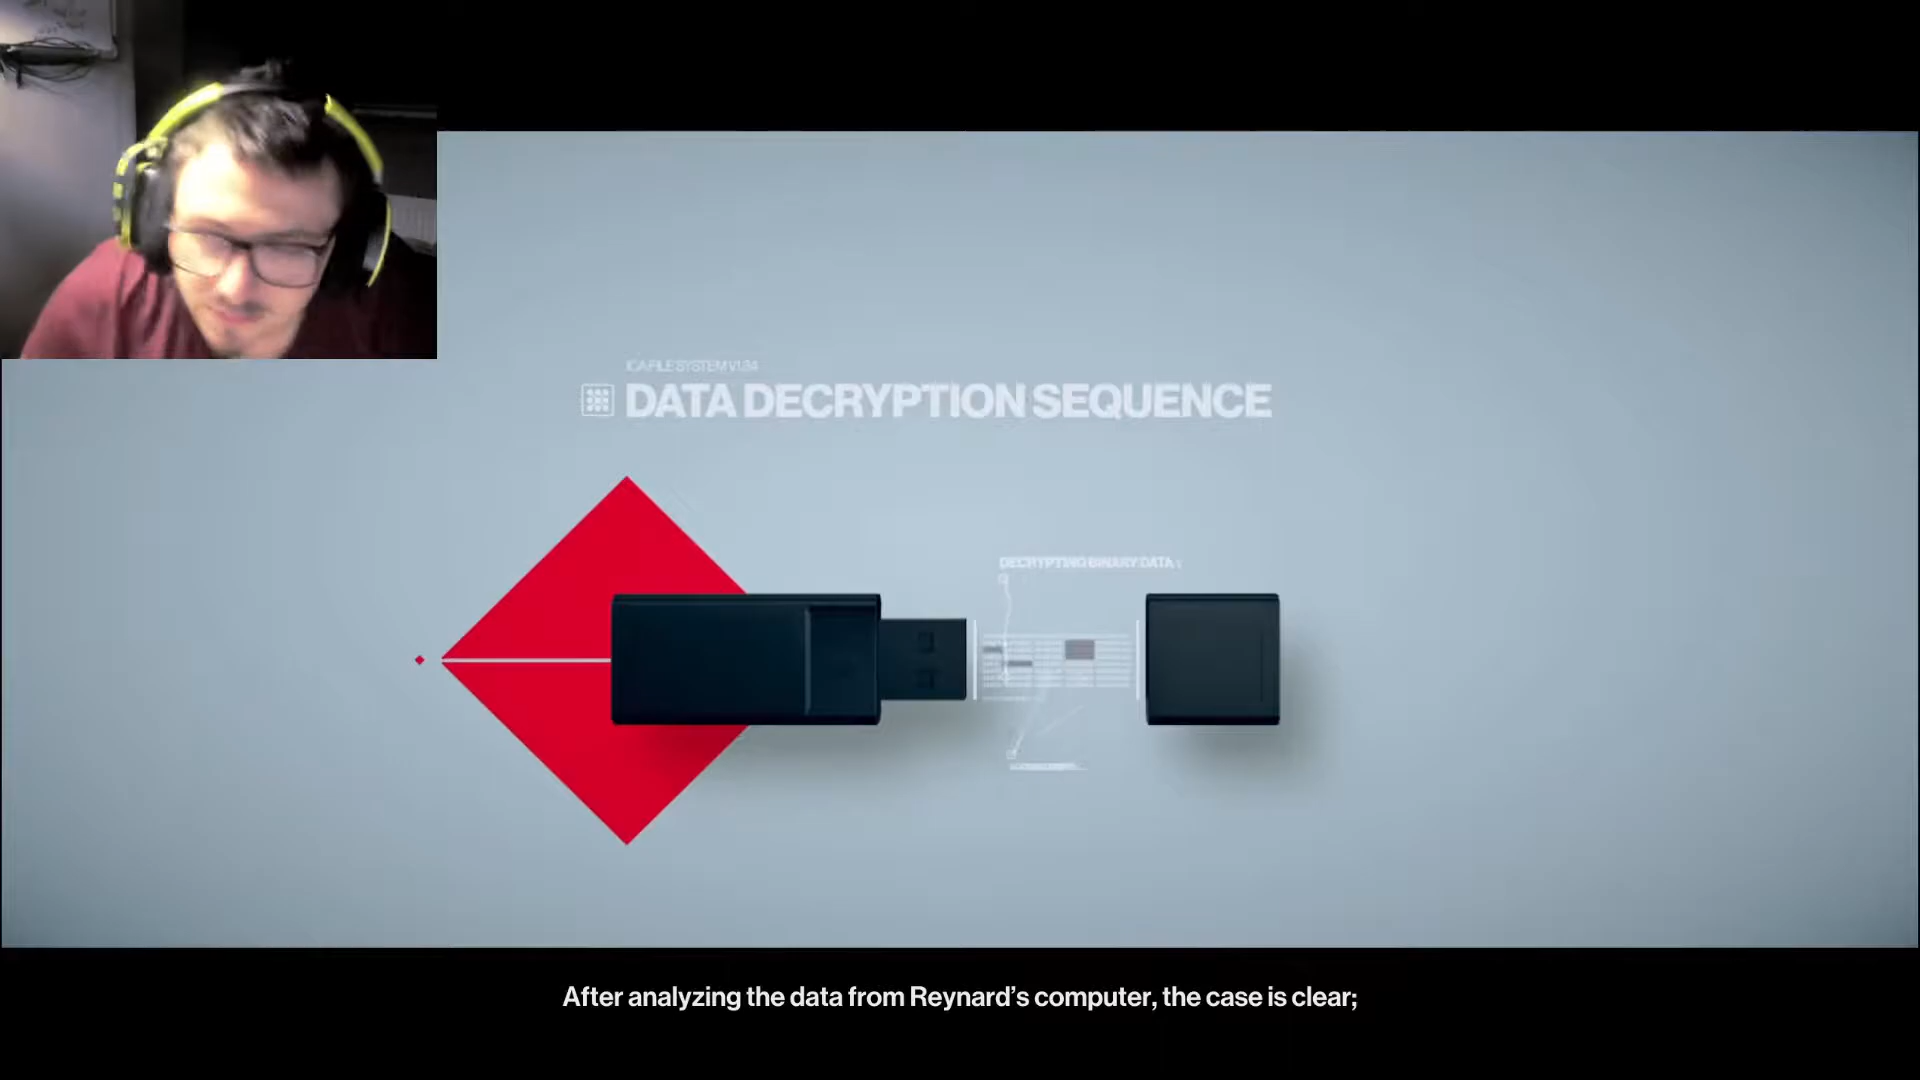 ICA FILE SYSTEM V1.34
DATA DECRYPTION SEQUENCE
DECRYPTING BINARY DATA :
After analyzing the data from Reynard’s computer, the case is clear;